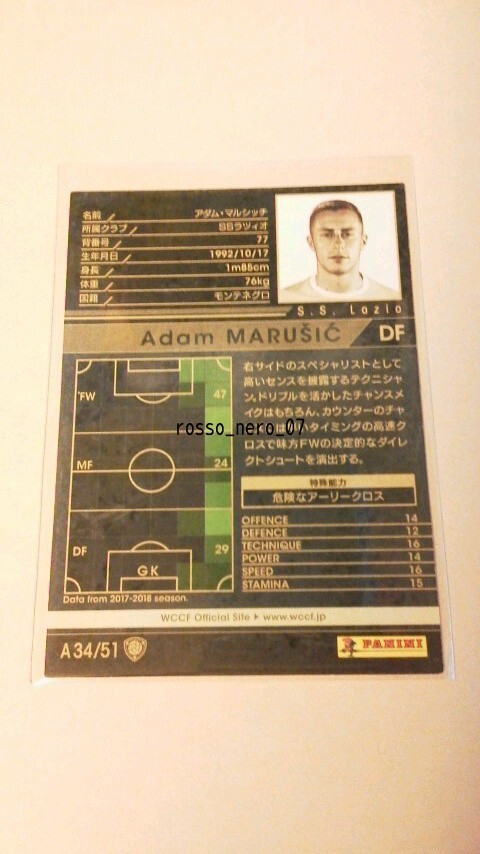 名前 アダム・マルシッチ
所属クラブ SSラツィオ
背番号 77
生年月日 1992/10/17
身長 1m85cm
体重 76kg
国籍 モンテネグロ
S.S. Lazio
Adam MARUŠIĆ DF
FW 47
MF 24
DF 29
GK
Data from 2017-2018 season.
右サイドのスペシャリストとして
高いセンスを披露するテクニシャ
ン。ドリブルを活かしたチャンスメ
イクはもちろん、カウンターのチャ
タイミングの高速ク
ロスで味方FWの決定的なダイレ
クトシュートを演出する。
rosso_nero_07
特殊能力
危険なアーリークロス
OFFENCE 14
DEFENCE 12
TECHNIQUE 16
POWER 14
SPEED 16
STAMINA 15
WCCF Official Site ▶ www.wccf.jp
A34/51
PANINI